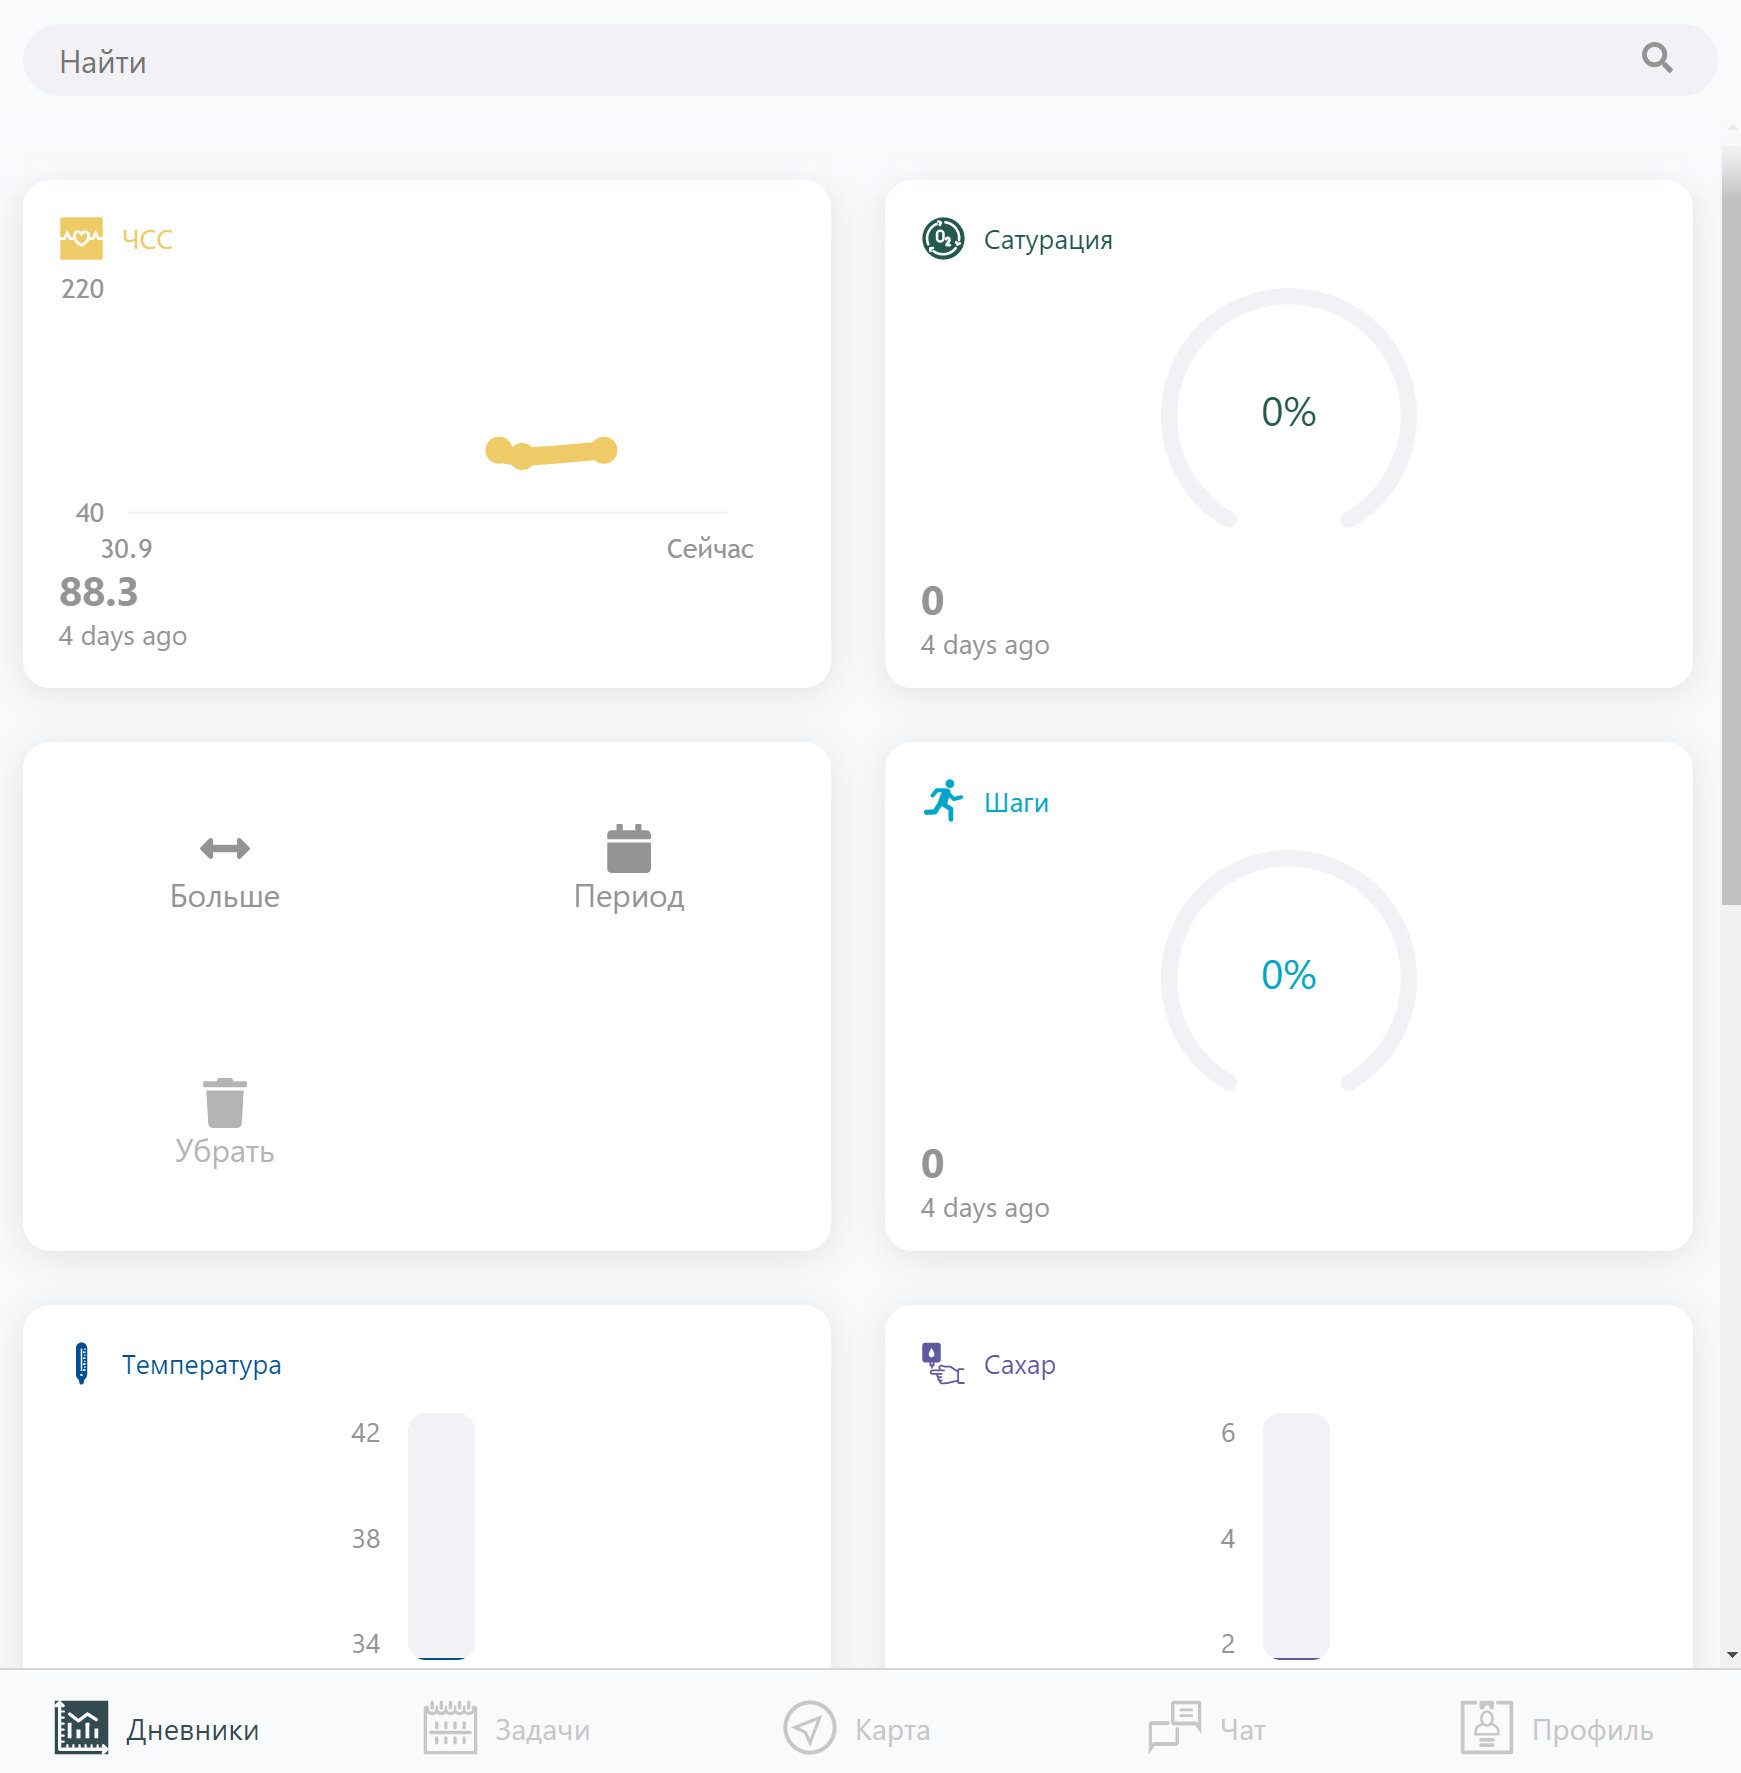 Найти
ЧСС
220
40
30.9
Сейчас
88.3
4 days ago
Сатурация
0%
0
4 days ago
Больше
Период
Убрать
Шаги
0%
0
4 days ago
Температура
42
38
34
Сахар
6
4
2
Дневники
Задачи
Карта
Чат
Профиль